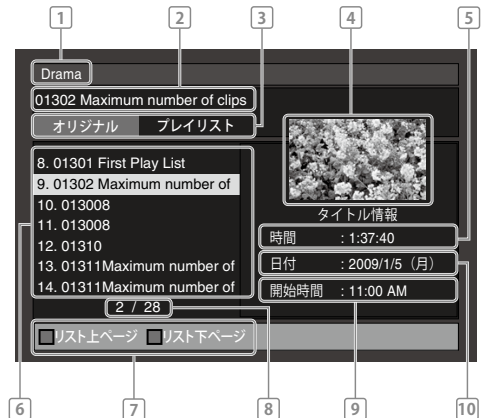 1 2 3 4 5
Drama
01302 Maximum number of clips
オリジナル プレイリスト
8. 01301 First Play List
9. 01302 Maximum number of
10. 013008
11. 013008
12. 01310
13. 01311Maximum number of
14. 01311Maximum number of
2 / 28
タイトル情報
時間 : 1:37:40
日付 : 2009/1/5（月）
開始時間 : 11:00 AM
リスト上ページ リスト下ページ
6 7 8 9 10